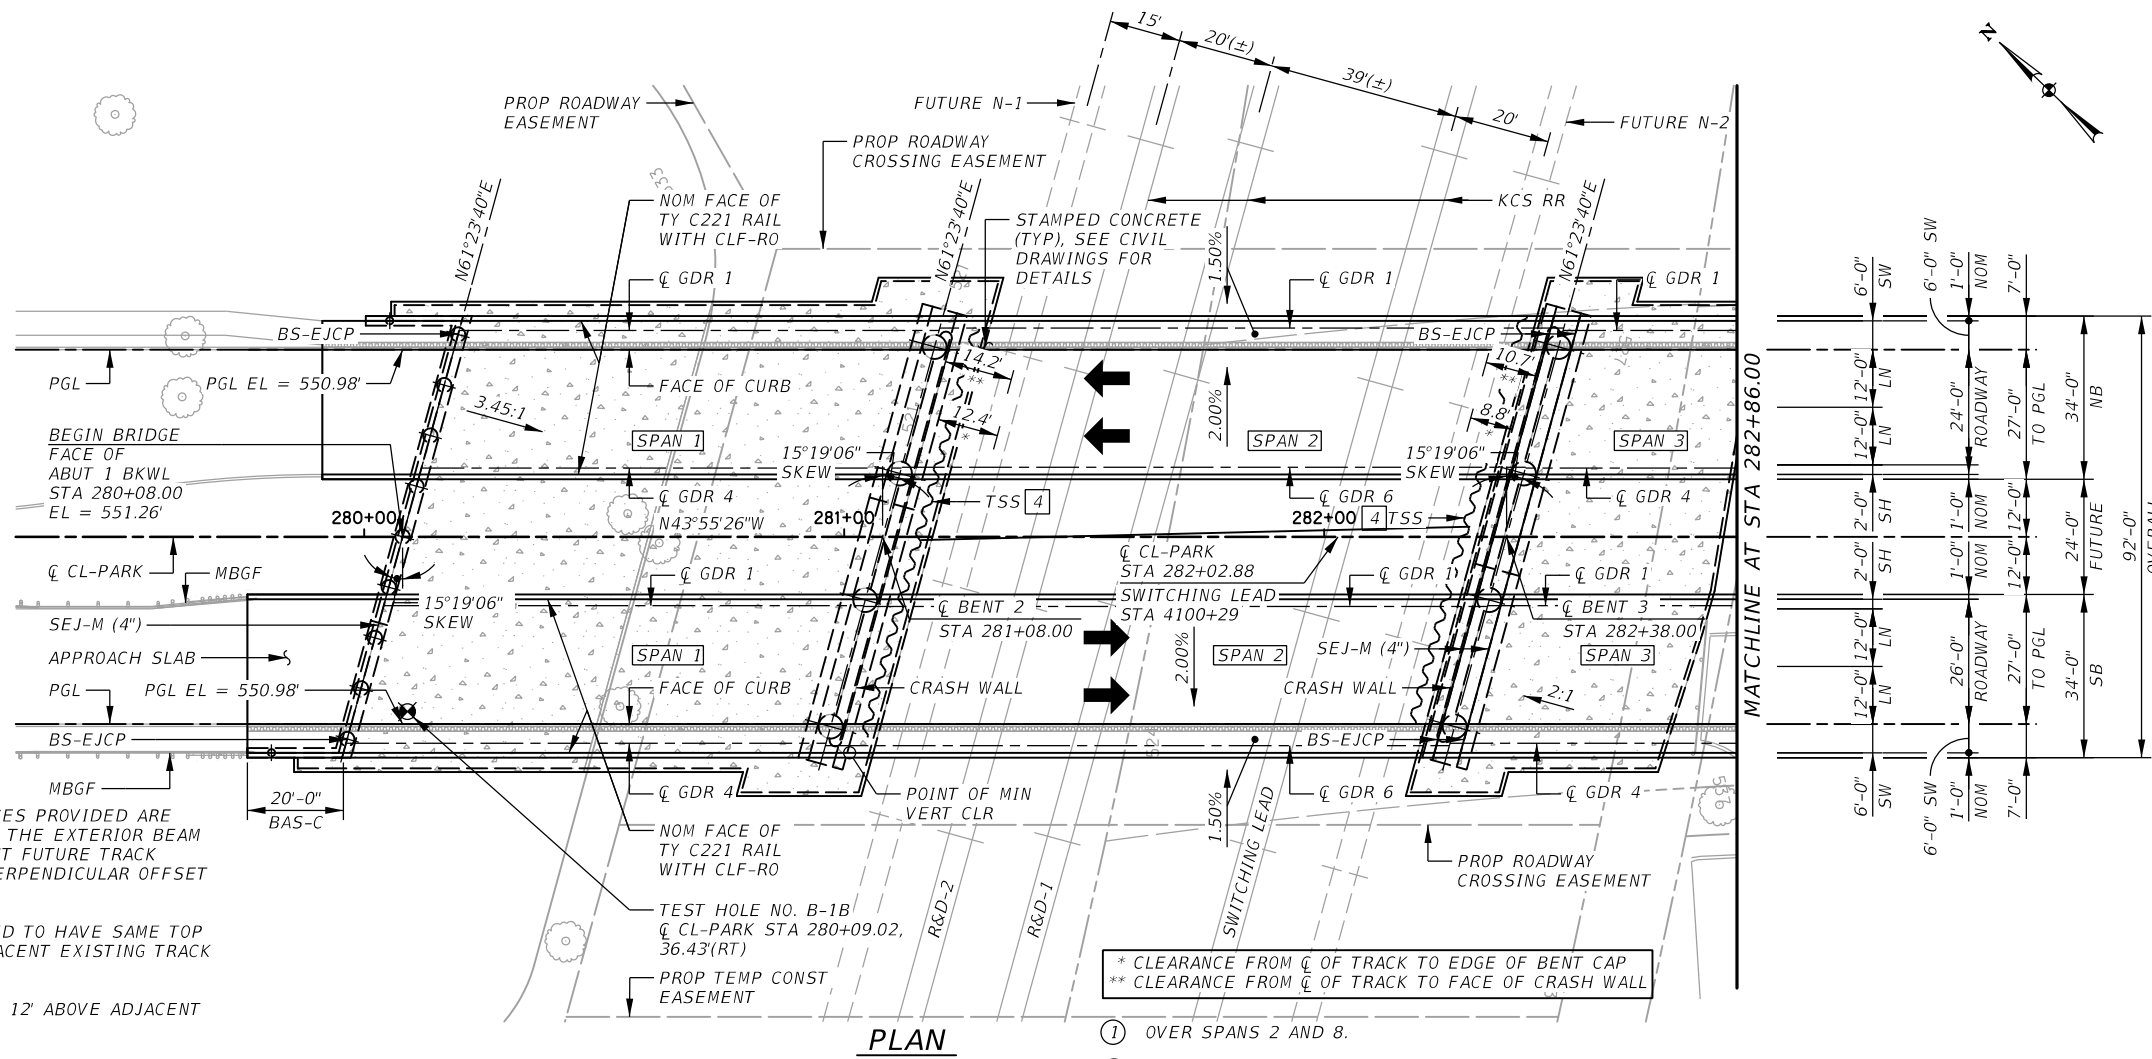 15'
20'(±)
39'(±)
20'
N
PROP ROADWAY
EASEMENT
FUTURE N-1
FUTURE N-2
PROP ROADWAY
CROSSING EASEMENT
533
N61°23'40"E
N61°23'40"E
N61°23'40"E
NOM FACE OF
TY C221 RAIL
WITH CLF-RO
STAMPED CONCRETE
(TYP), SEE CIVIL
DRAWINGS FOR
DETAILS
KCS RR
1.50%
℄ GDR 1
℄ GDR 1
℄ GDR 1
BS-EJCP
BS-EJCP
PGL
PGL EL = 550.98'
FACE OF CURB
14.2'
**
12.4'
*
10.7'
**
8.8'
*
2.00%
3.45:1
SPAN 1
SPAN 2
SPAN 3
BEGIN BRIDGE
FACE OF
ABUT 1 BKWL
STA 280+08.00
EL = 551.26'
15°19'06"
SKEW
15°19'06"
SKEW
℄ GDR 4
℄ GDR 6
℄ GDR 4
TSS 4
4 TSS
280+00
281+00
282+00
N43°55'26"W
℄ CL-PARK
MBGF
℄ CL-PARK
STA 282+02.88
SWITCHING LEAD
STA 4100+29
℄ GDR 1
℄ GDR 1
℄ GDR 1
15°19'06"
SKEW
℄ BENT 2
STA 281+08.00
℄ BENT 3
STA 282+38.00
SEJ-M (4")
SEJ-M (4")
APPROACH SLAB
SPAN 1
SPAN 2
SPAN 3
2.00%
PGL
PGL EL = 550.98'
FACE OF CURB
CRASH WALL
CRASH WALL
2:1
BS-EJCP
BS-EJCP
MBGF
20'-0"
BAS-C
℄ GDR 4
℄ GDR 6
℄ GDR 4
POINT OF MIN
VERT CLR
1.50%
536
NOM FACE OF
TY C221 RAIL
WITH CLF-RO
PROP ROADWAY
CROSSING EASEMENT
ES PROVIDED ARE
THE EXTERIOR BEAM
T FUTURE TRACK
ERPENDICULAR OFFSET
TEST HOLE NO. B-1B
℄ CL-PARK STA 280+09.02,
36.43'(RT)
R&D-2
R&D-1
SWITCHING LEAD
D TO HAVE SAME TOP
ACENT EXISTING TRACK
PROP TEMP CONST
EASEMENT
12' ABOVE ADJACENT
* CLEARANCE FROM ℄ OF TRACK TO EDGE OF BENT CAP
** CLEARANCE FROM ℄ OF TRACK TO FACE OF CRASH WALL
PLAN
1 OVER SPANS 2 AND 8.
MATCHLINE AT STA 282+86.00
6'-0"
SW
12'-0"
LN
12'-0"
LN
2'-0"
SH
2'-0"
SH
12'-0"
LN
12'-0"
LN
6'-0"
SW
6'-0" SW
1'-0"
NOM
24'-0"
ROADWAY
1'-0"
NOM
1'-0"
NOM
26'-0"
ROADWAY
6'-0" SW
1'-0"
NOM
7'-0"
27'-0"
TO PGL
12'-0"
12'-0"
27'-0"
TO PGL
7'-0"
34'-0"
NB
24'-0"
FUTURE
34'-0"
SB
92'-0"
OVERALL